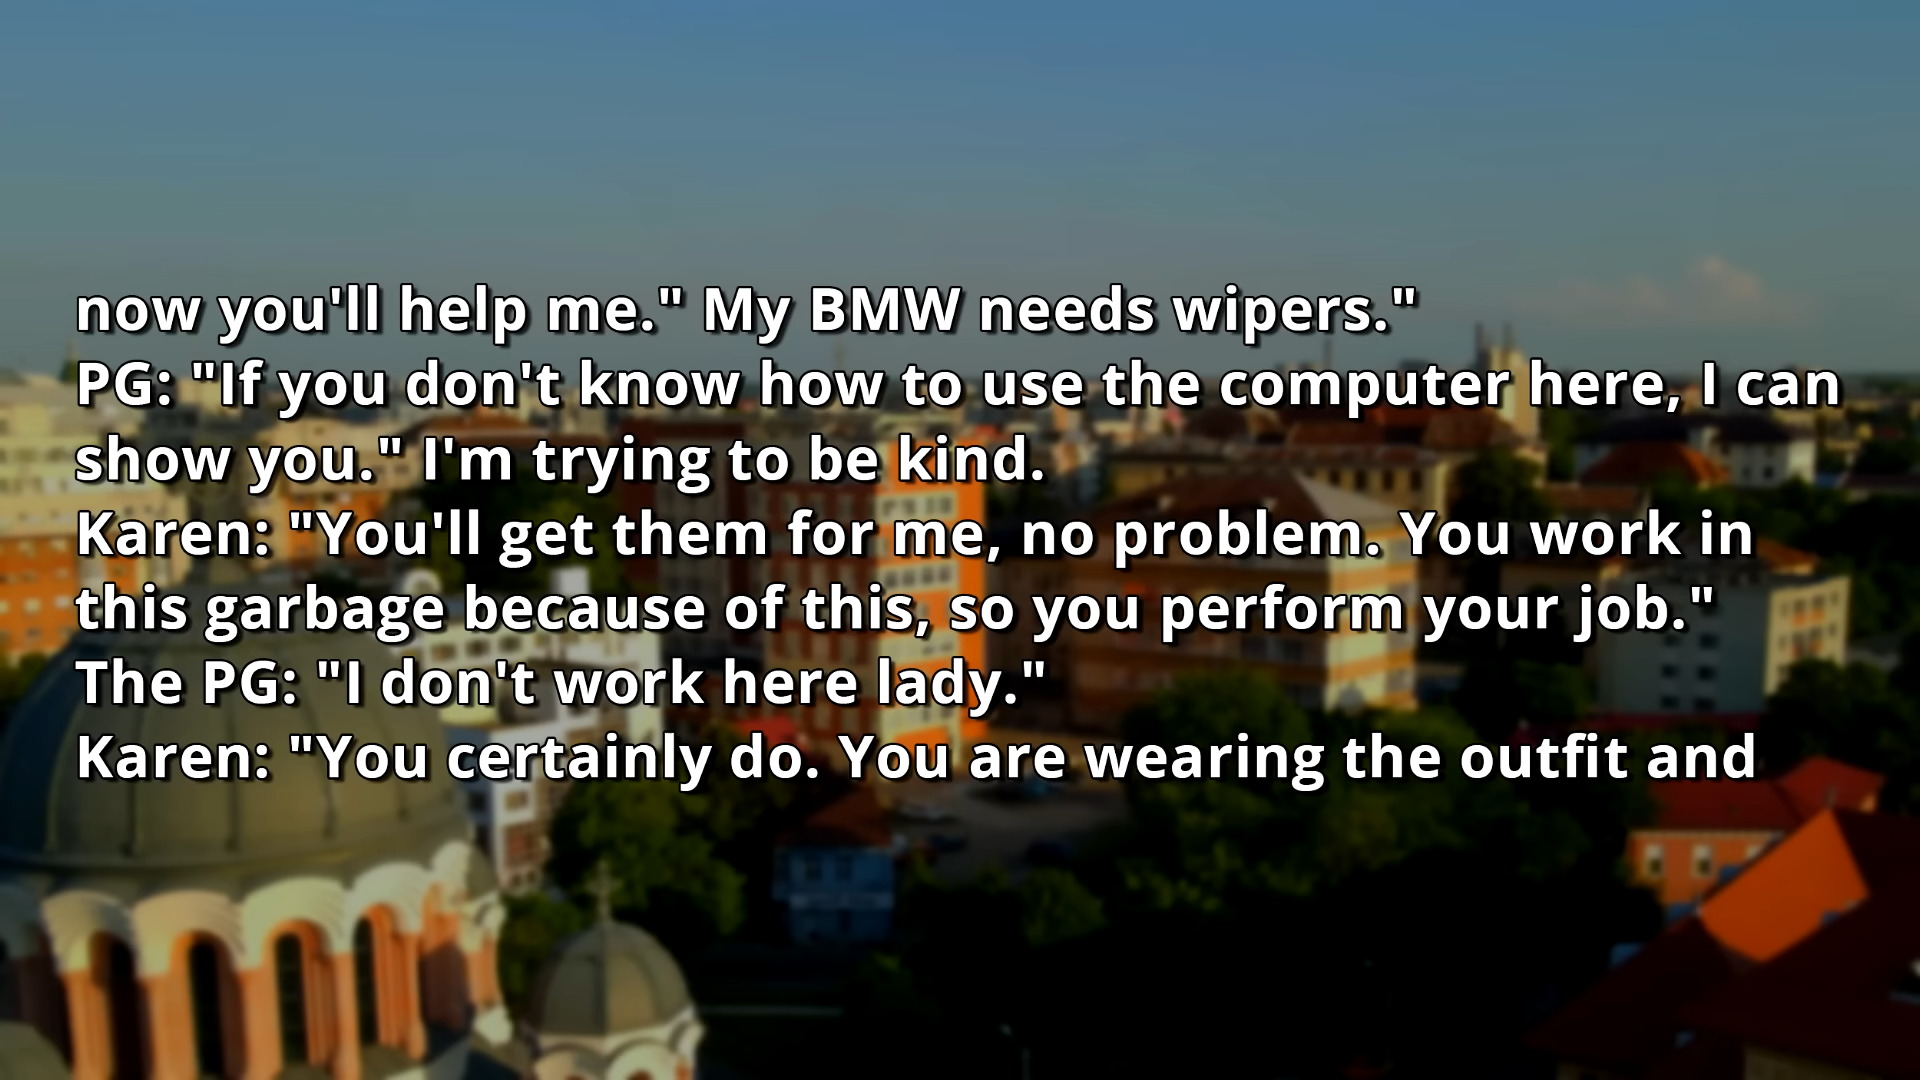 now you'll help me." My BMW needs wipers."
PG: "If you don't know how to use the computer here, I can
show you." I'm trying to be kind.
Karen: "You'll get them for me, no problem. You work in
this garbage because of this, so you perform your job."
The PG: "I don't work here lady."
Karen: "You certainly do. You are wearing the outfit and